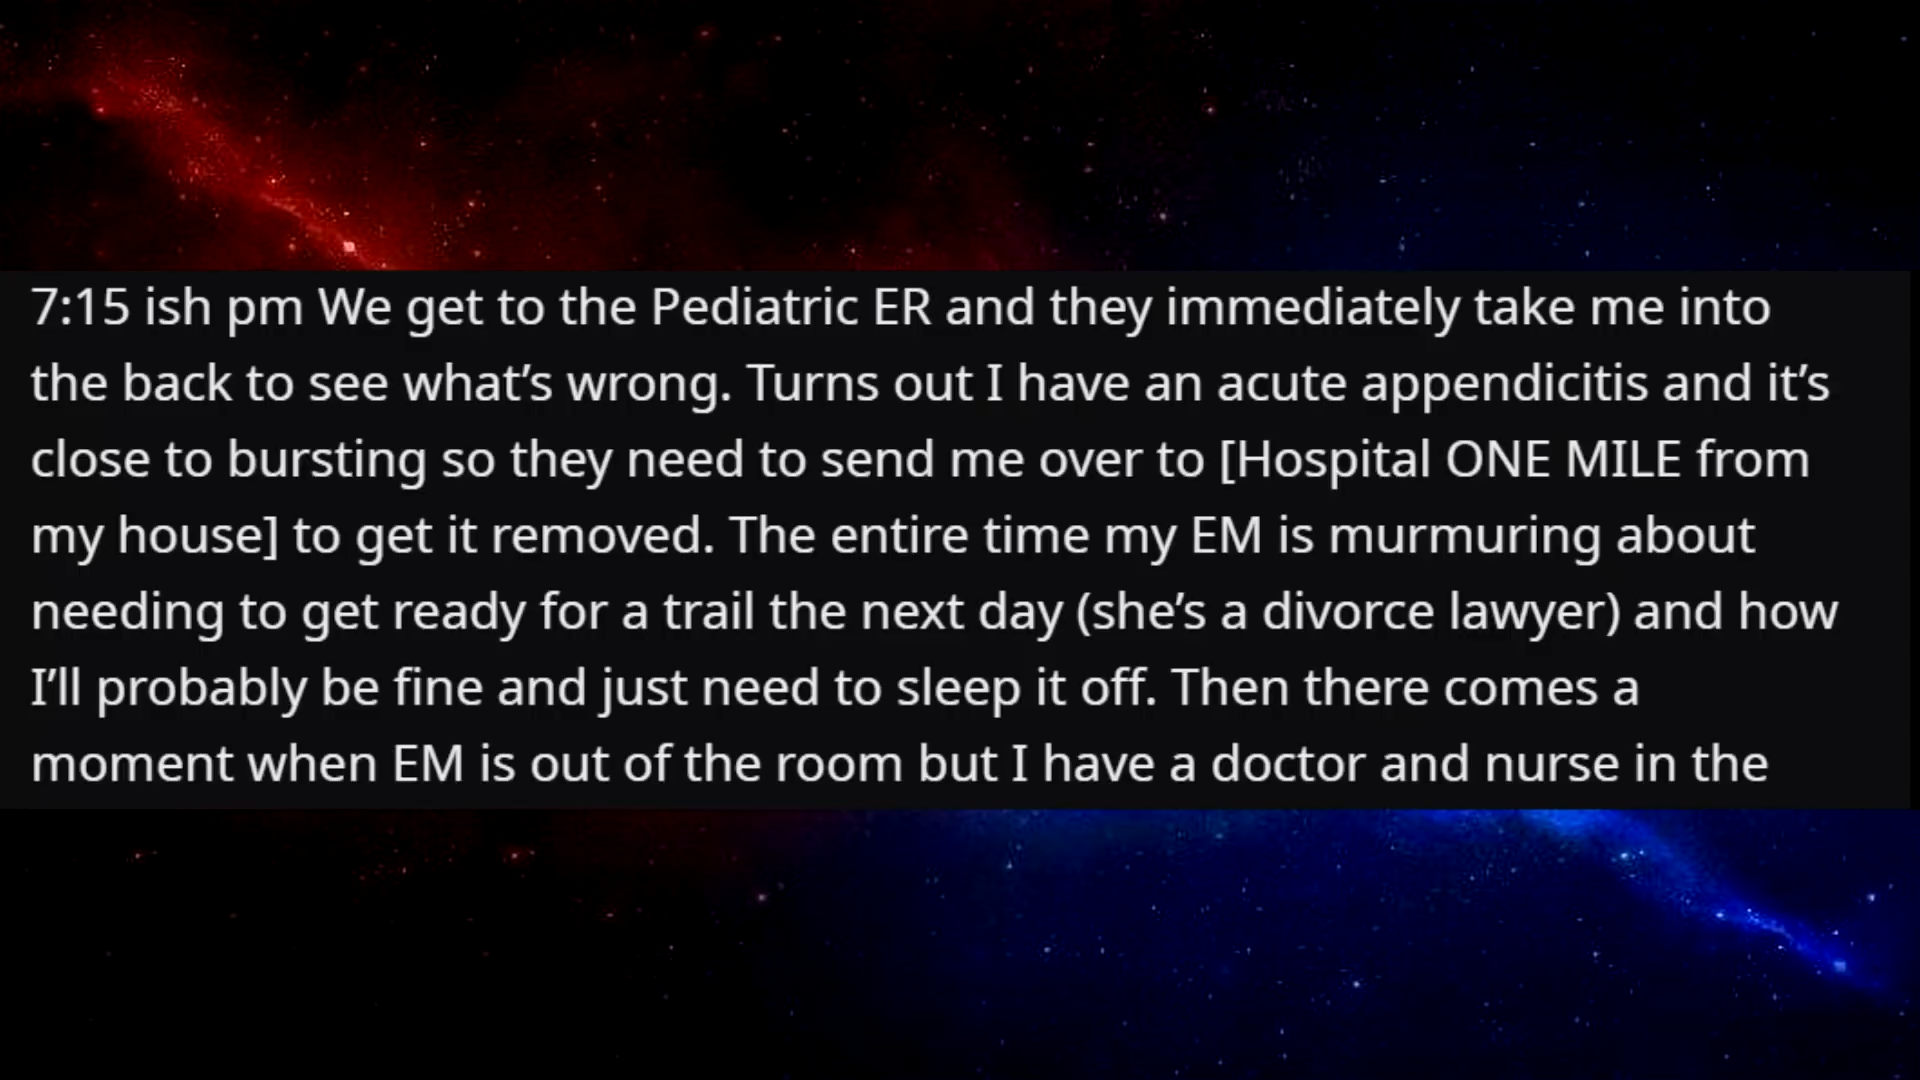 7:15 ish pm We get to the Pediatric ER and they immediately take me into
the back to see what’s wrong. Turns out I have an acute appendicitis and it’s
close to bursting so they need to send me over to [Hospital ONE MILE from
my house] to get it removed. The entire time my EM is murmuring about
needing to get ready for a trail the next day (she’s a divorce lawyer) and how
I’ll probably be fine and just need to sleep it off. Then there comes a
moment when EM is out of the room but I have a doctor and nurse in the